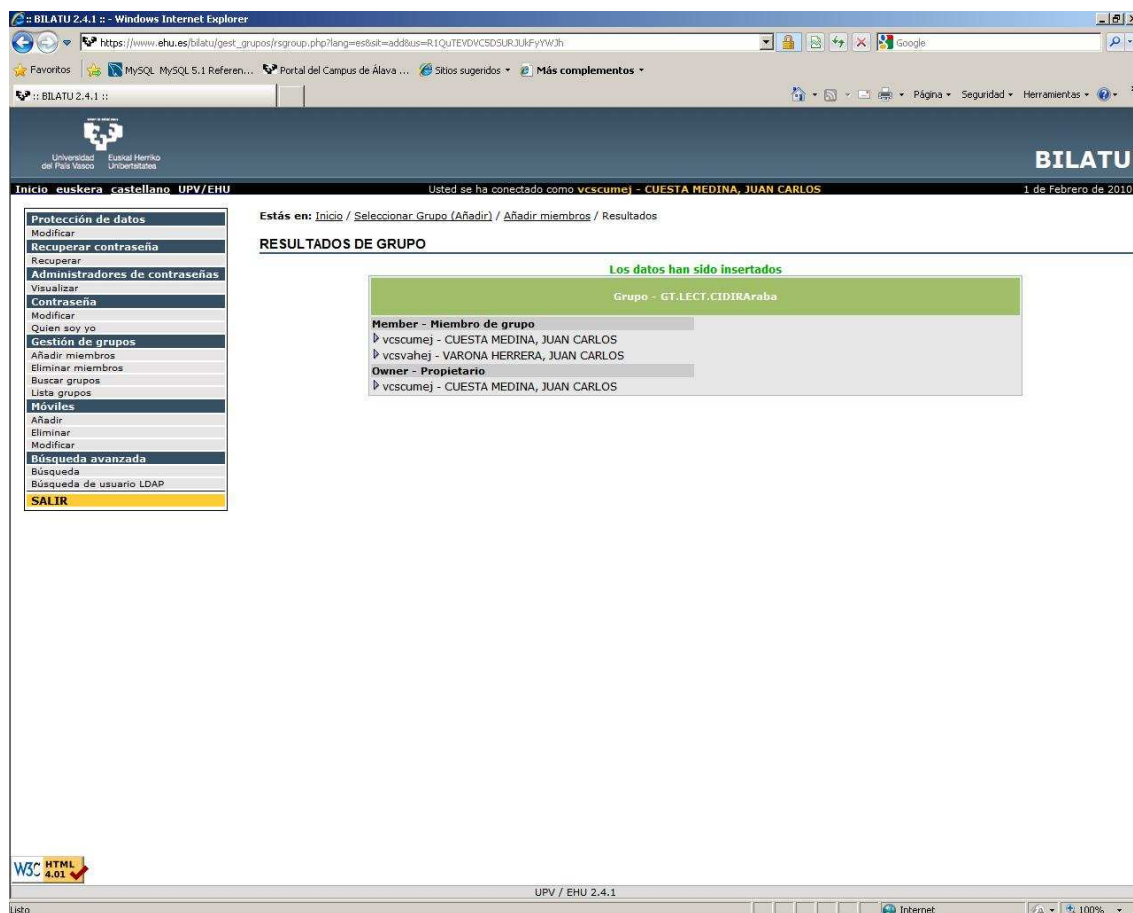 :: BILATU 2.4.1 :: - Windows Internet Explorer
https://www.ehu.es/bilatu/gest_grupos/rsgroup.php?lang=es&sit=add&us=
Google
Favoritos MySQL MySQL 5.1 Referen... Portal del Campus de Álava ... Sitios sugeridos Más complementos
:: BILATU 2.4.1 ::
Página Seguridad Herramientas
Universidad del País Vasco
Euskal Herriko Unibertsitatea
BILATU
Inicio euskera castellano UPV/EHU
Usted se ha conectado como vcscumej - CUESTA MEDINA, JUAN CARLOS
1 de Febrero de 2010
Protección de datos
Modificar
Recuperar contraseña
Recuperar
Administradores de contraseñas
Visualizar
Contraseña
Modificar
Quien soy yo
Gestión de grupos
Añadir miembros
Eliminar miembros
Buscar grupos
Lista grupos
Móviles
Añadir
Eliminar
Modificar
Búsqueda avanzada
Búsqueda
Búsqueda de usuario LDAP
SALIR
Estás en: Inicio / Seleccionar Grupo (Añadir) / Añadir miembros / Resultados
RESULTADOS DE GRUPO
Los datos han sido insertados
Grupo - GT.LECT.CIDIRAraba
Member - Miembro de grupo
vcscumej - CUESTA MEDINA, JUAN CARLOS
vcsvahej - VARONA HERRERA, JUAN CARLOS
Owner - Propietario
vcscumej - CUESTA MEDINA, JUAN CARLOS
W3C HTML 4.01
UPV / EHU 2.4.1
Listo
Internet
100%